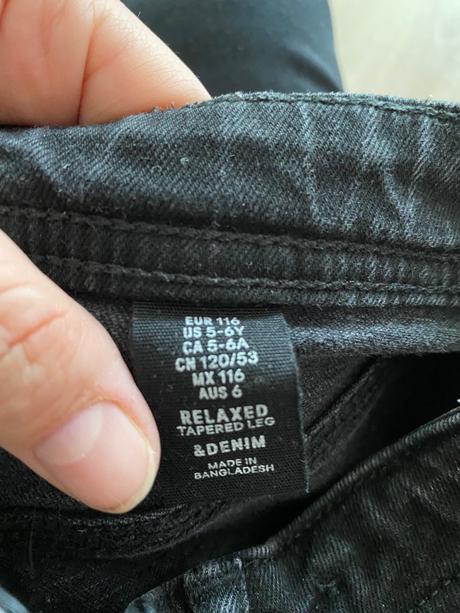 EUR 116
US 5-6Y
CA 5-6A
CN 120/53
MX 116
AUS 6
RELAXED
TAPERED LEG
&DENIM
MADE IN
BANGLADESH